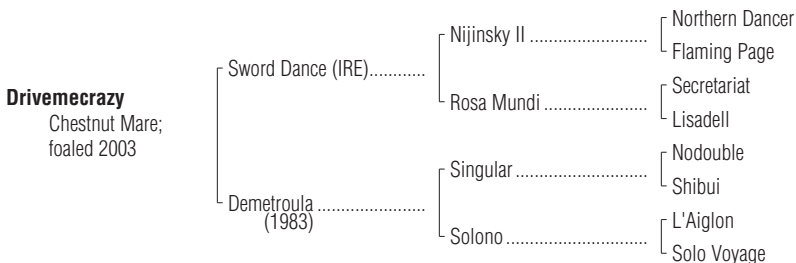 Drivemecrazy
Chestnut Mare;
foaled 2003
Sword Dance (IRE)............
Demetroula .......................
(1983)
Nijinsky II .........................
Rosa Mundi ......................
Singular ............................
Solono ..............................
Northern Dancer
Flaming Page
Secretariat
Lisadell
Nodouble
Shibui
L'Aiglon
Solo Voyage